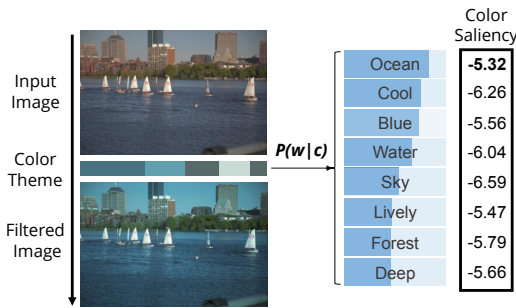 Input
Image
Color
Theme
Filtered
Image
P(w|c)
Color
Saliency
Ocean -5.32
Cool -6.26
Blue -5.56
Water -6.04
Sky -6.59
Lively -5.47
Forest -5.79
Deep -5.66